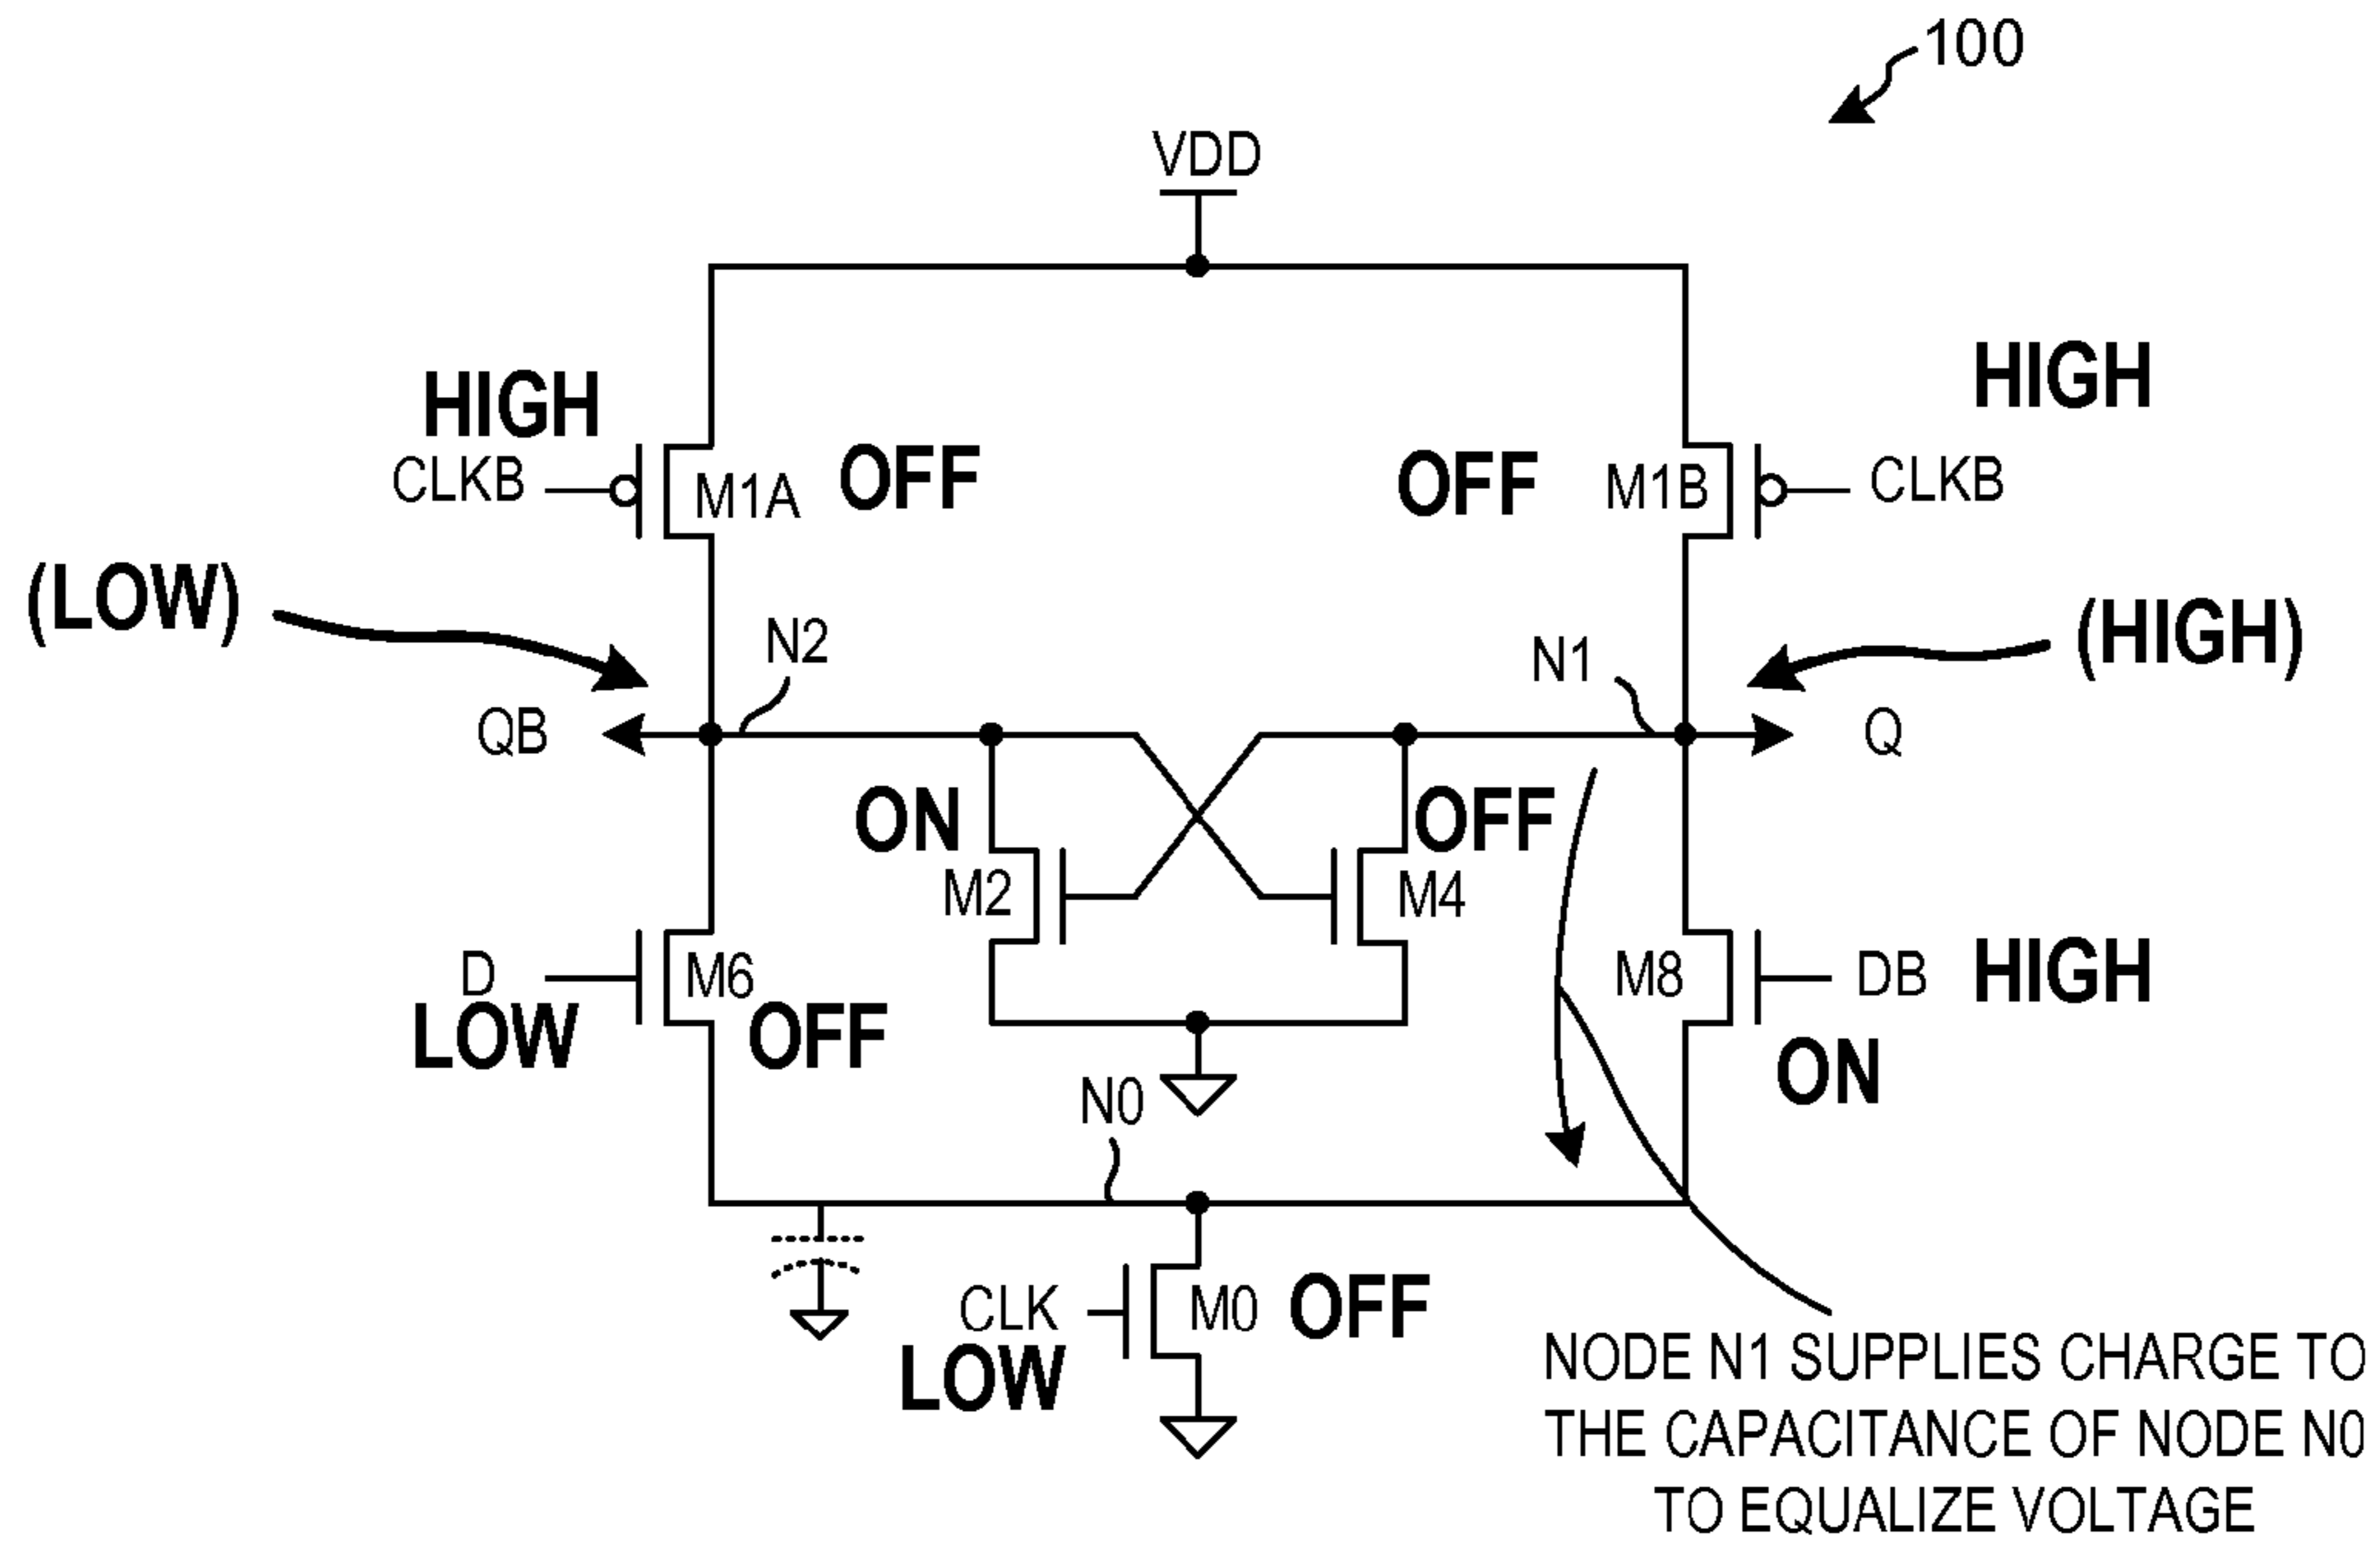 100
VDD
HIGH
HIGH
CLKB
M1A
OFF
OFF
M1B
CLKB
(LOW)
N2
N1
(HIGH)
QB
Q
ON
OFF
M2
M4
D
M6
M8
DB
HIGH
LOW
OFF
ON
N0
CLK
M0
OFF
LOW
NODE N1 SUPPLIES CHARGE TO
THE CAPACITANCE OF NODE N0
TO EQUALIZE VOLTAGE